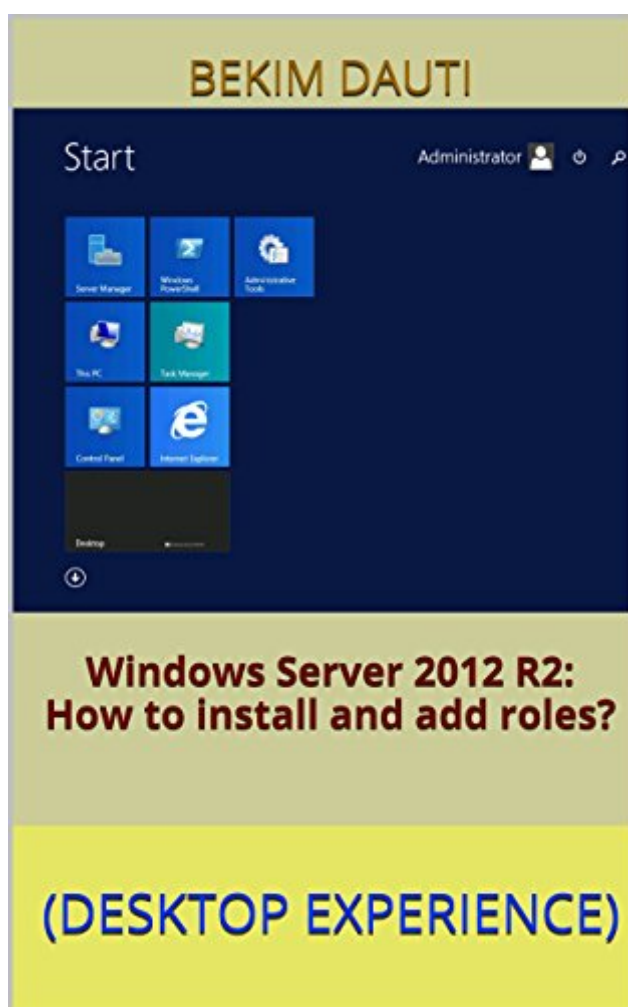 BEKIM DAUTI
Start
Administrator
Server Manager
Windows PowerShell
Administrative Tools
This PC
Task Manager
Control Panel
Internet Explorer
Desktop
Windows Server 2012 R2:
How to install and add roles?
(DESKTOP EXPERIENCE)